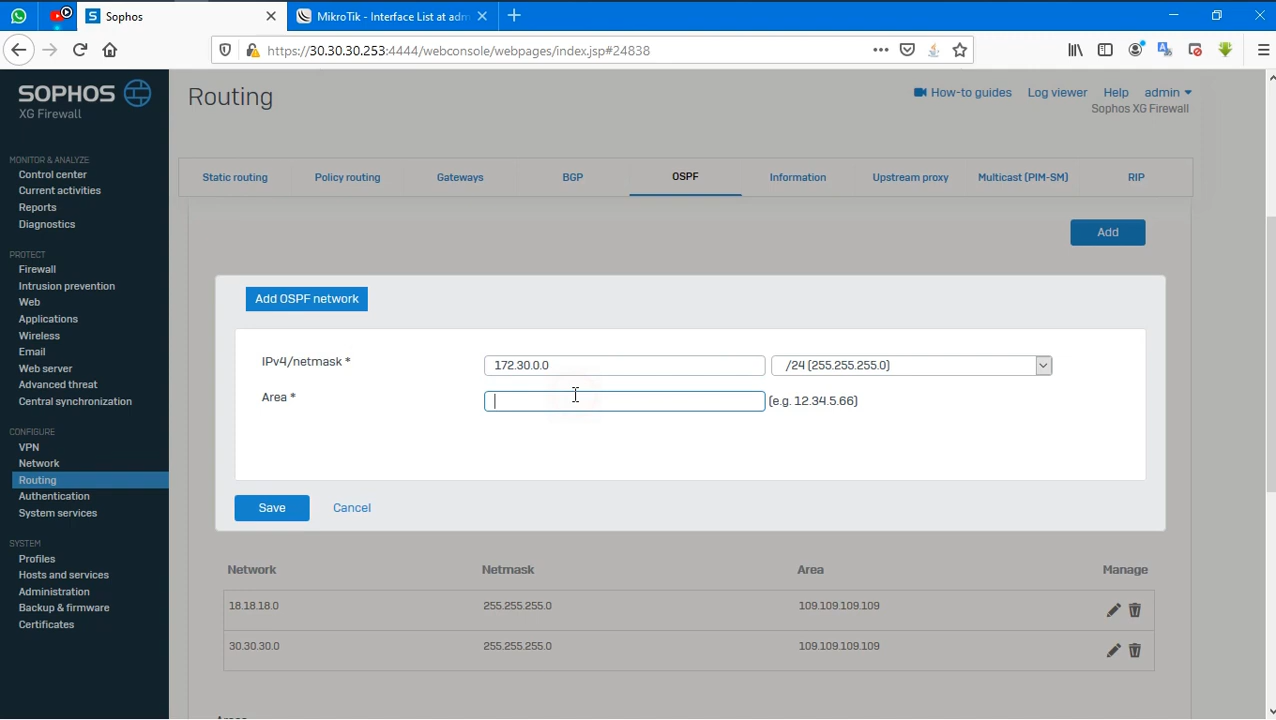 Sophos
MikroTik - Interface List at adm
https://30.30.30.253:4444/webconsole/webpages/index.jsp#24838
SOPHOS
XG Firewall
Routing
How-to guides
Log viewer
Help
admin
Sophos XG Firewall
MONITOR & ANALYZE
Control center
Current activities
Reports
Diagnostics
PROTECT
Firewall
Intrusion prevention
Web
Applications
Wireless
Email
Web server
Advanced threat
Central synchronization
CONFIGURE
VPN
Network
Routing
Authentication
System services
SYSTEM
Profiles
Hosts and services
Administration
Backup & firmware
Certificates
Static routing
Policy routing
Gateways
BGP
OSPF
Information
Upstream proxy
Multicast (PIM-SM)
RIP
Add
Add OSPF network
IPv4/netmask *
172.30.0.0
/24 (255.255.255.0)
Area *
(e.g. 12.34.5.66)
Save
Cancel
Network Netmask Area Manage
18.18.18.0 255.255.255.0 109.109.109.109
30.30.30.0 255.255.255.0 109.109.109.109